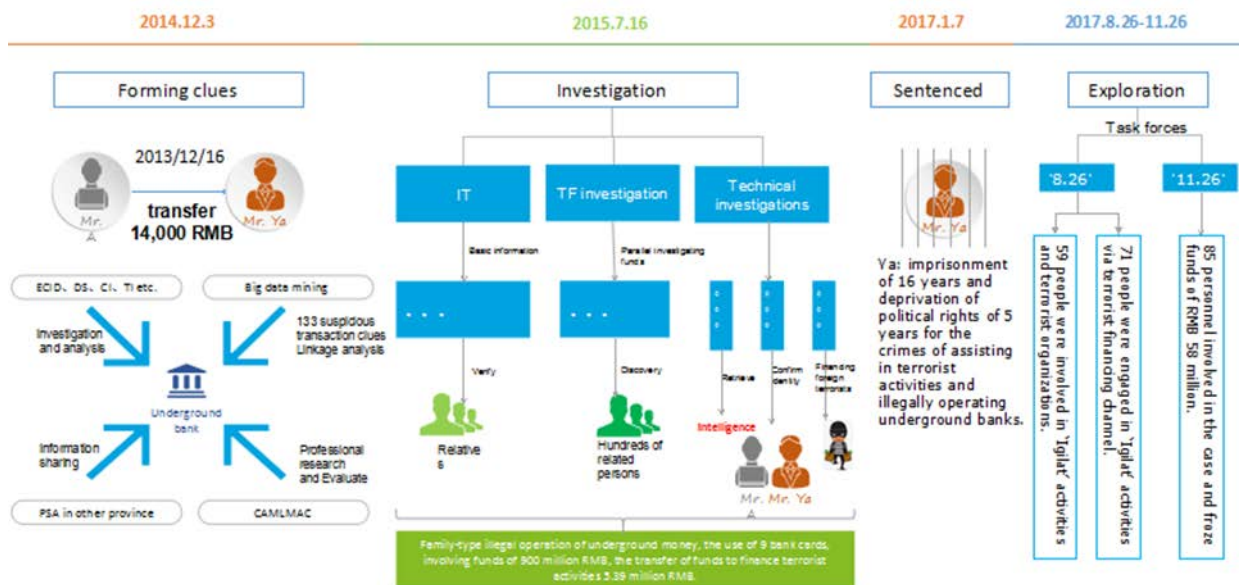 2014.12.3
2015.7.16
2017.1.7
2017.8.26-11.26
Forming clues
Investigation
Sentenced
Exploration
2013/12/16
transfer
14,000 RMB
Mr.
A
Mr. Ya
ECID、DS、CI、TI etc.
Big data mining
Investigation
and analysis
133 suspicious
transaction clues
Linkage analysis
Underground
bank
Information
sharing
Professional
research
and Evaluate
PSA in other province
CAMLMAC
IT
TF investigation
Technical
investigations
Basic information
Parallel investigating
funds
Verify
Discovery
Retrieve
Confirm
identity
Financing
foreign
terrorists
Relative
s
Hundreds of
related
persons
Intelligence
Mr.
A
Mr. Ya
Family-type illegal operation of underground money, the use of 9 bank cards,
involving funds of 900 million RMB, the transfer of funds to finance terrorist
activities 5.39 million RMB.
Mr. Ya
Ya: imprisonment
of 16 years and
deprivation of
political rights of 5
years for the
crimes of assisting
in terrorist
activities and
illegally operating
underground banks.
Task forces
'8.26'
'11.26'
59 people were involved in 'Igilat' activities
and terrorist organizations.
71 people were engaged in 'Igilat' activities
via terrorist financing channel.
85 personnel involved in the case and froze
funds of RMB 58 million.